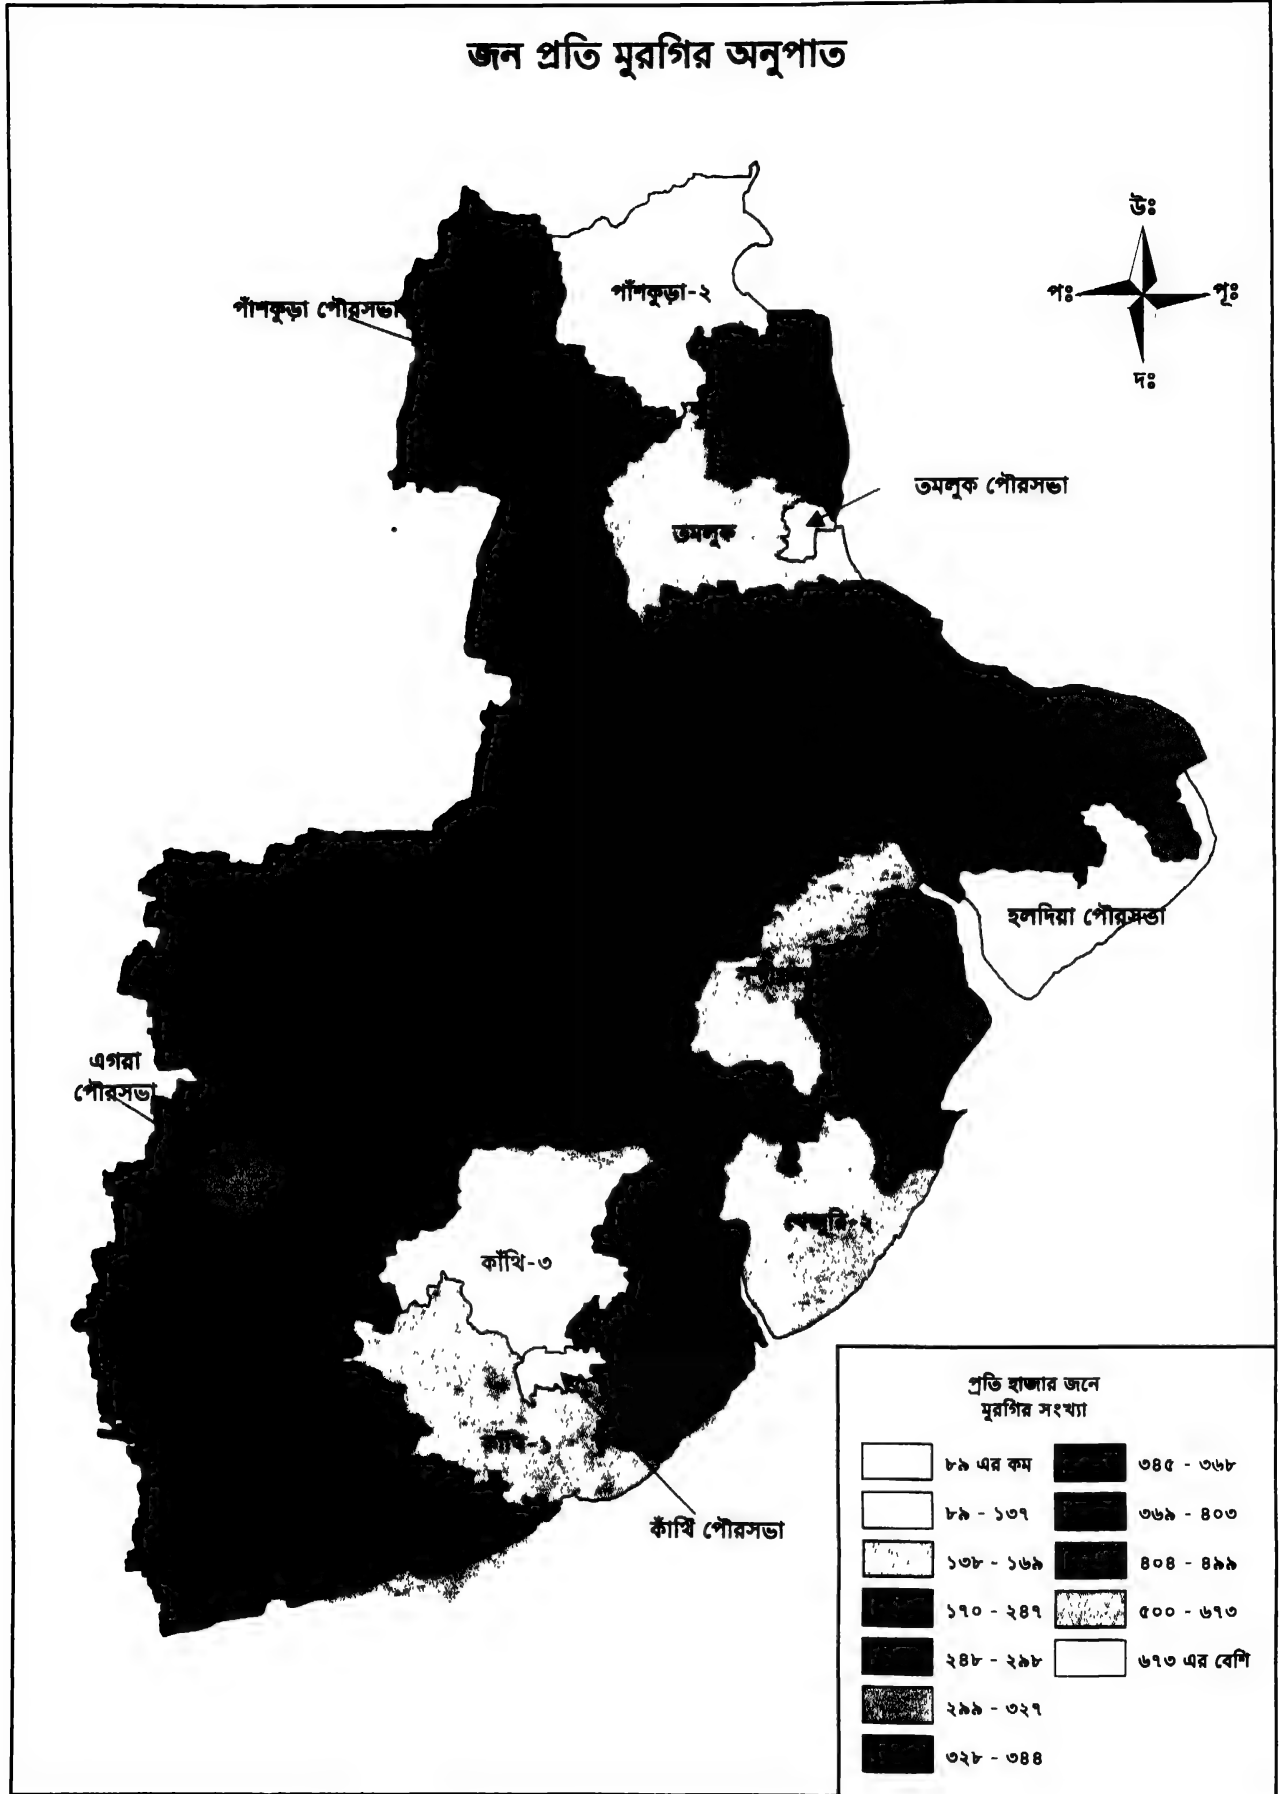 জন প্রতি মুরগির অনুপাত
উঃ
পঃ
পূঃ
দঃ
পাঁশকুড়া-২
পাঁশকুড়া পৌরসভা
তমলুক পৌরসভা
তমলুক
হলদিয়া পৌরসভা
এগরা
পৌরসভা
খেজুরি-২
কাঁথি-৩
কাঁথি-১
কাঁথি পৌরসভা
প্রতি হাজার জনে
মুরগির সংখ্যা
৮৯ এর কম
৮৯ - ১৩৭
১৩৮ - ১৬৯
১৭০ - ২৪৭
২৪৮ - ২৯৮
২৯৯ - ৩২৭
৩২৮ - ৩৪৪
৩৪৫ - ৩৬৮
৩৬৯ - ৪০৩
৪০৪ - ৪৯৯
৫০০ - ৬৭৩
৬৭৩ এর বেশি